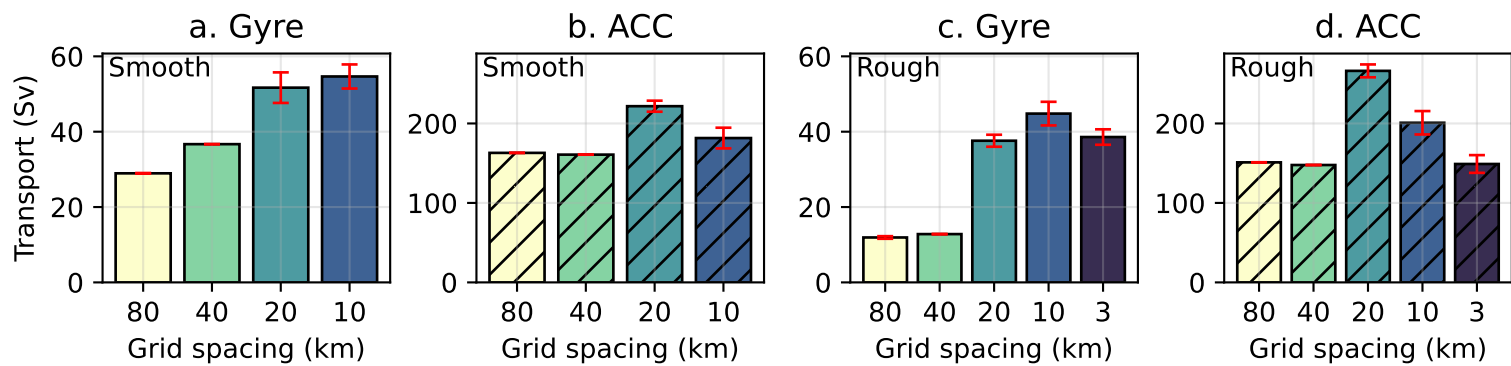 a. Gyre
Smooth
Transport (Sv)
60
40
20
0
80 40 20 10
Grid spacing (km)
b. ACC
Smooth
200
100
0
80 40 20 10
Grid spacing (km)
c. Gyre
Rough
60
40
20
0
80 40 20 10 3
Grid spacing (km)
d. ACC
Rough
200
100
0
80 40 20 10 3
Grid spacing (km)